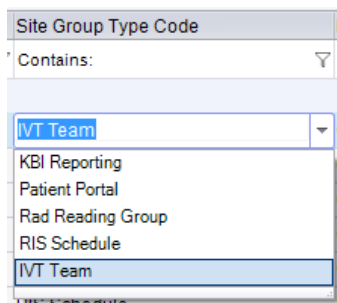 Site Group Type Code
Contains:
IVT Team
KBI Reporting
Patient Portal
Rad Reading Group
RIS Schedule
IVT Team